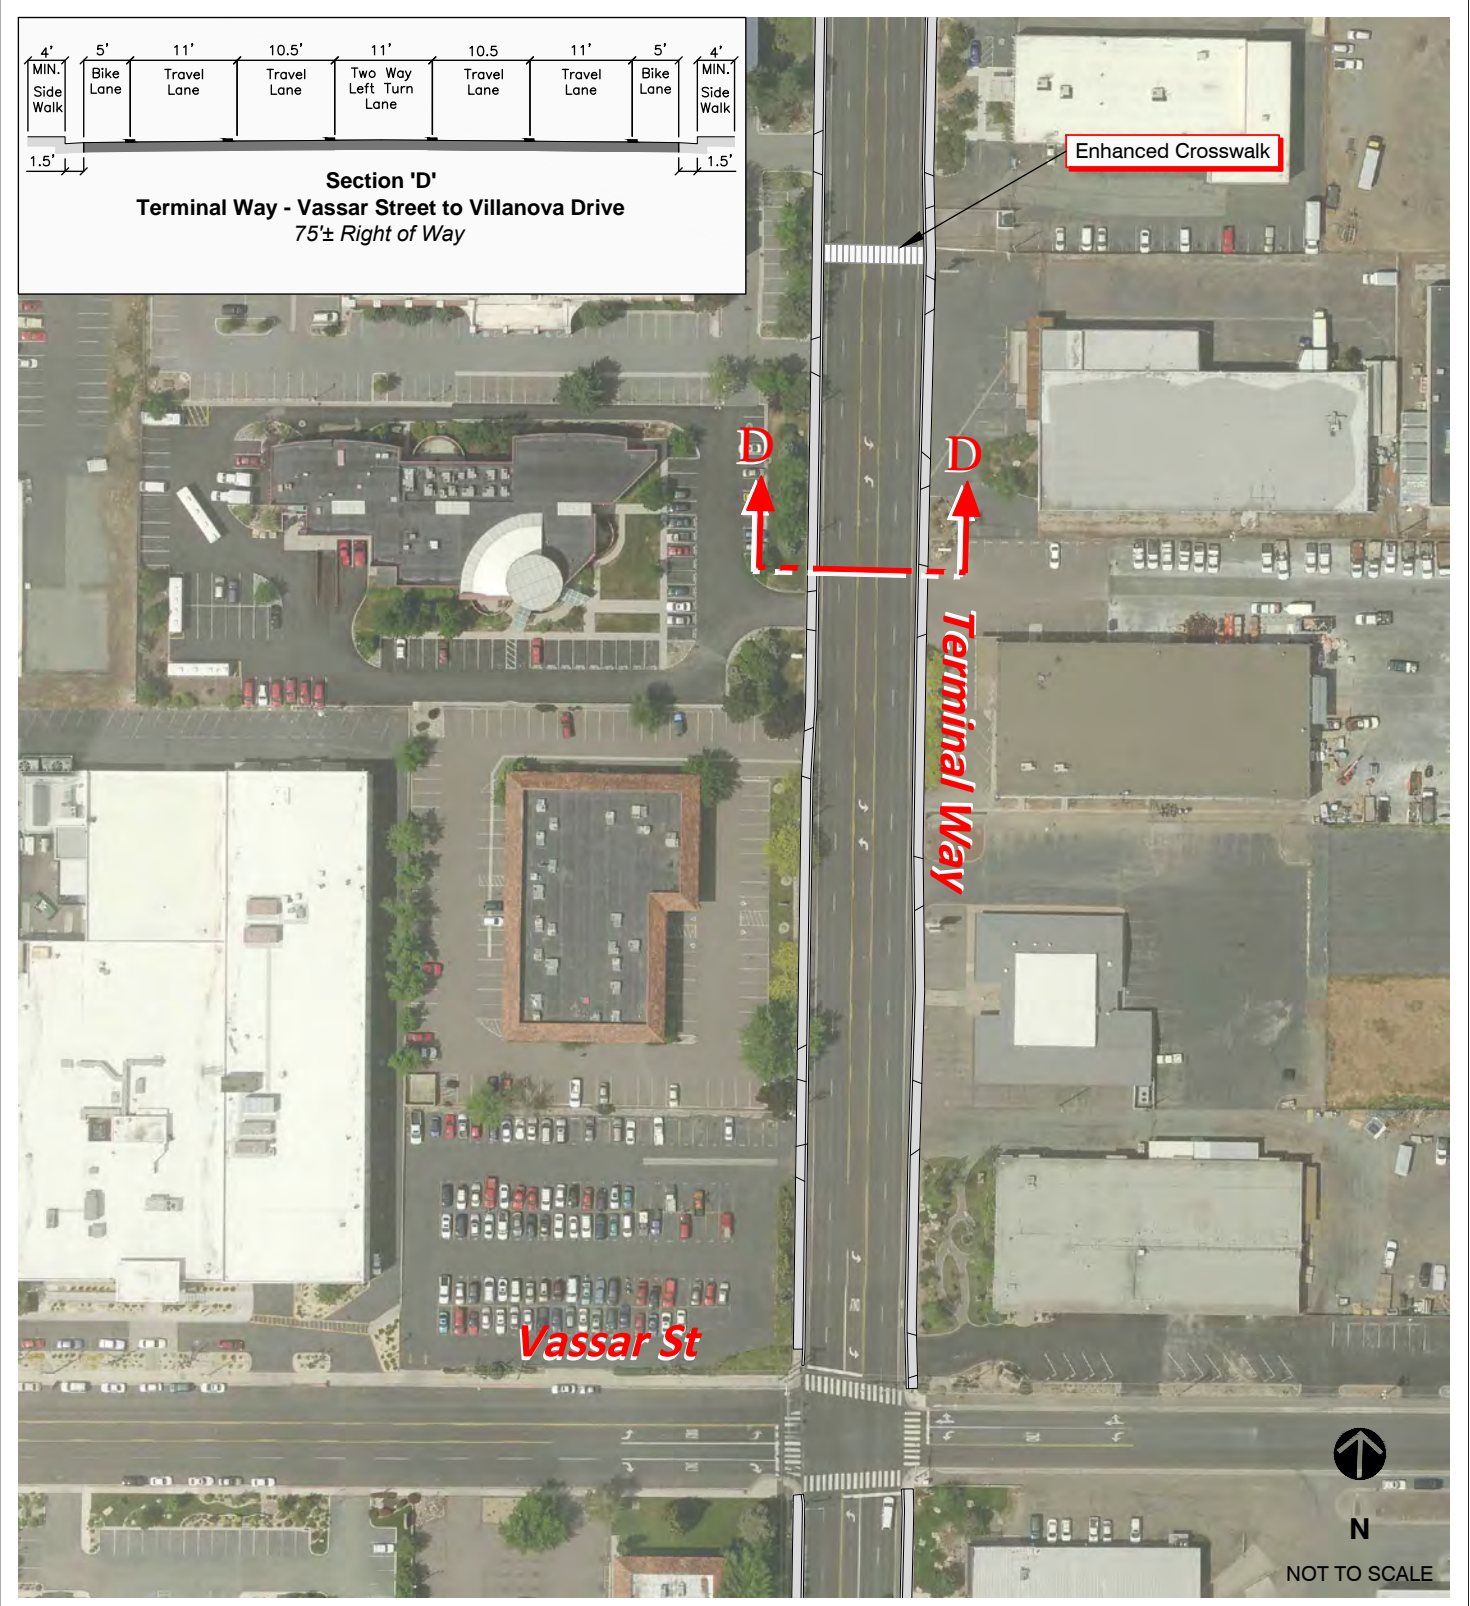 4' 5' 11' 10.5' 11' 10.5 11' 5' 4'
MIN. Side Walk
Bike Lane
Travel Lane
Travel Lane
Two Way Left Turn Lane
Travel Lane
Travel Lane
Bike Lane
MIN. Side Walk
1.5' 1.5'
Section 'D'
Terminal Way - Vassar Street to Villanova Drive
75'± Right of Way
Enhanced Crosswalk
D D
Terminal Way
Vassar St
N
NOT TO SCALE